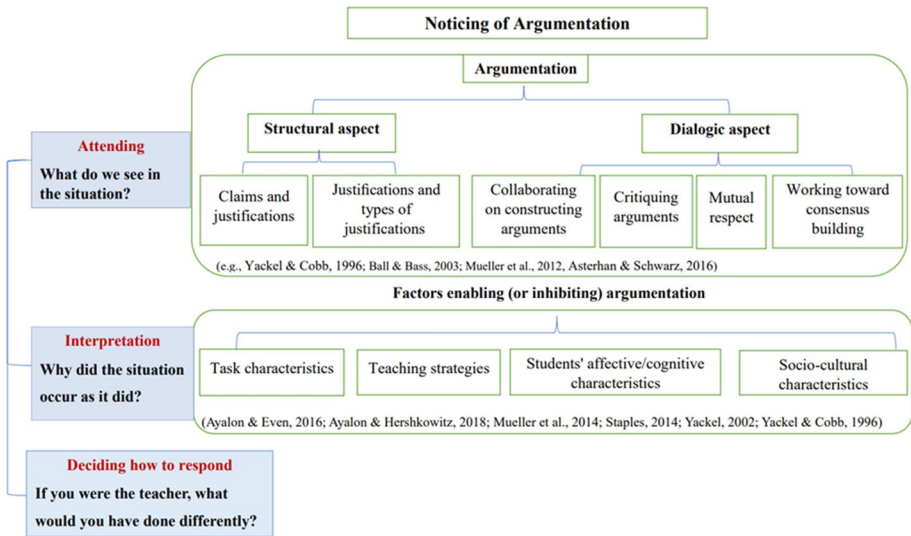 Noticing of Argumentation
Argumentation
Structural aspect
Dialogic aspect
Attending
What do we see in
the situation?
Claims and
justifications
Justifications and
types of
justifications
Collaborating
on constructing
arguments
Critiquing
arguments
Mutual
respect
Working toward
consensus
building
(e.g., Yackel & Cobb, 1996; Ball & Bass, 2003; Mueller et al., 2012, Asterhan & Schwarz, 2016)
Factors enabling (or inhibiting) argumentation
Interpretation
Why did the situation
occur as it did?
Task characteristics
Teaching strategies
Students' affective/cognitive
characteristics
Socio-cultural
characteristics
(Ayalon & Even, 2016; Ayalon & Hershkowitz, 2018; Mueller et al., 2014; Staples, 2014; Yackel, 2002; Yackel & Cobb, 1996)
Deciding how to respond
If you were the teacher, what
would you have done differently?